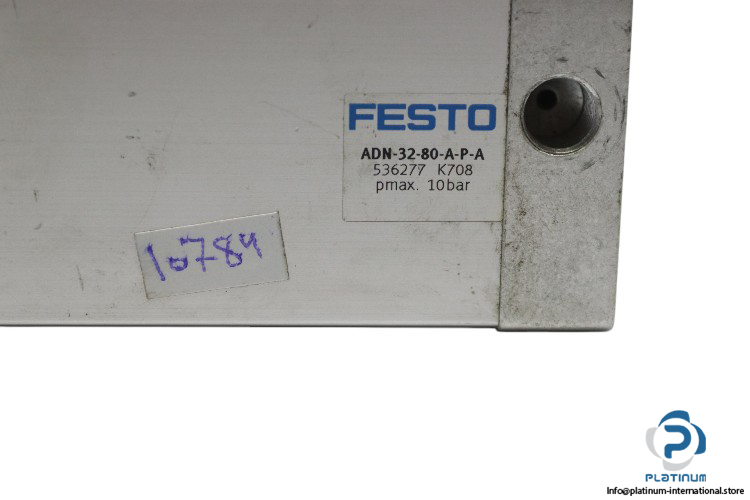 FESTO
ADN-32-80-A-P-A
536277 K708
pmax. 10bar
10784
PLATINUM
Info@platinum-international.store